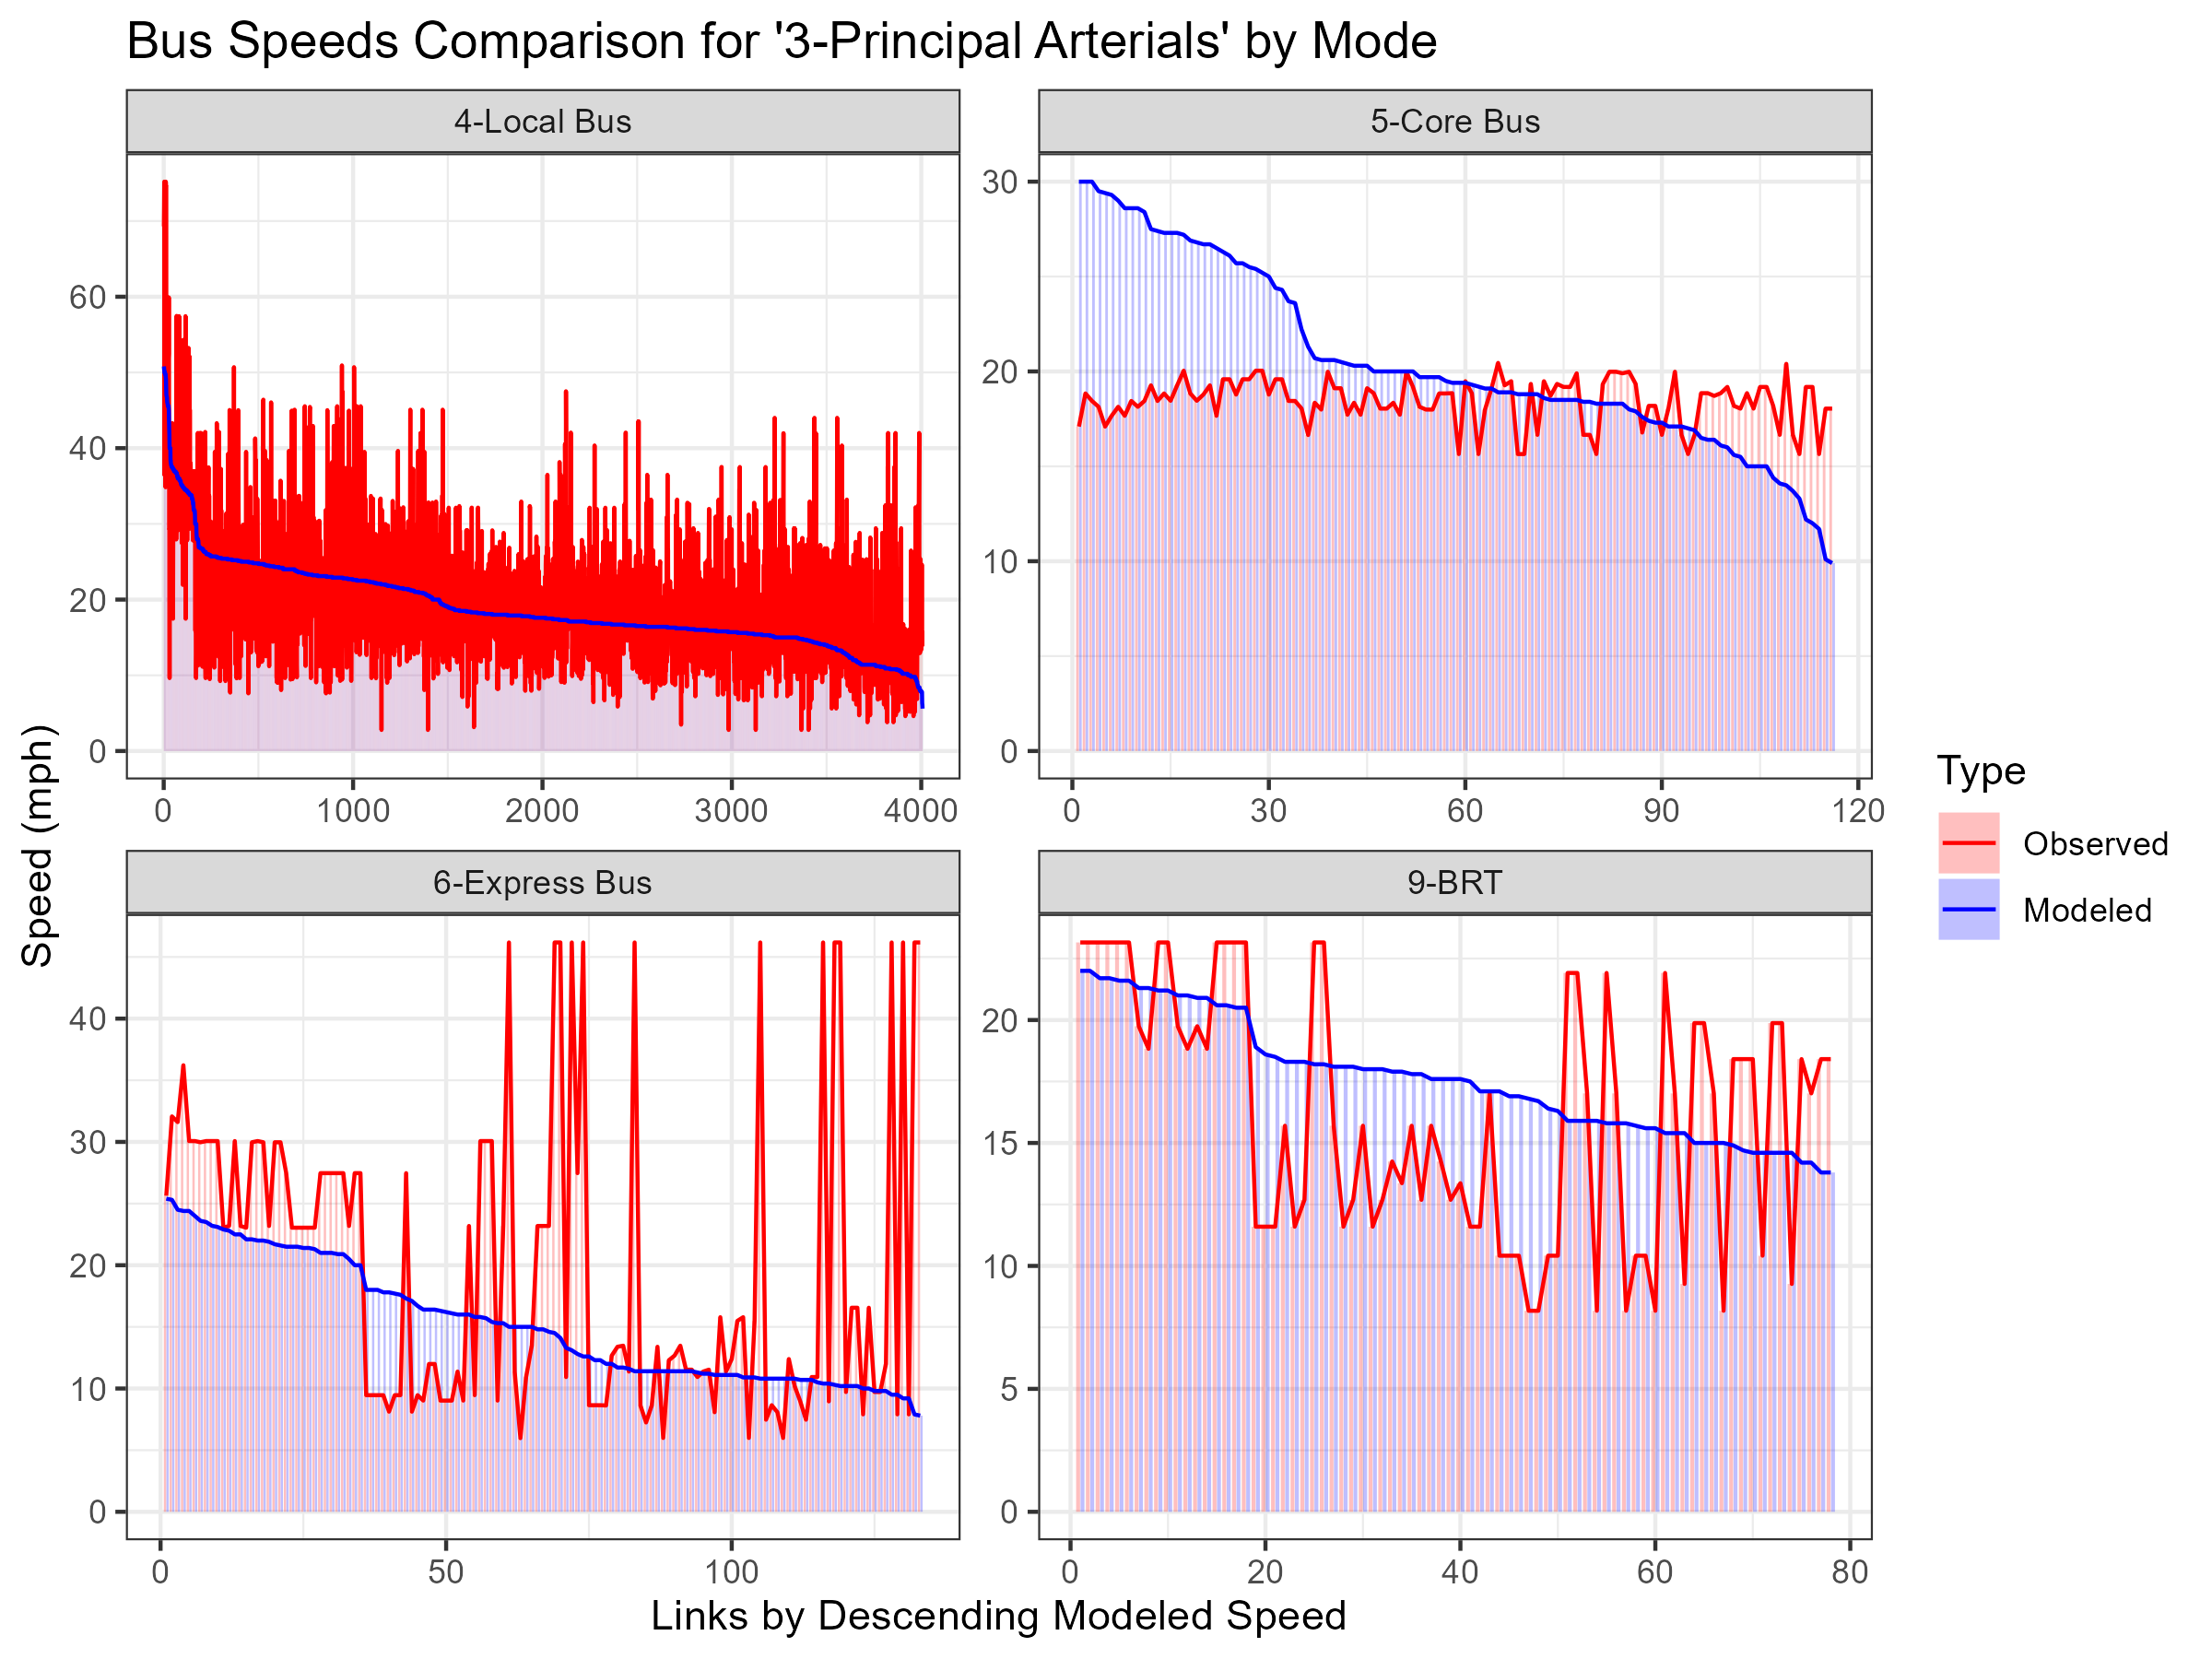 Bus Speeds Comparison for '3-Principal Arterials' by Mode
4-Local Bus
5-Core Bus
60
40
20
0
0 1000 2000 3000 4000
30
20
10
0
0 30 60 90 120
6-Express Bus
9-BRT
40
30
20
10
0
0 50 100
20
15
10
5
0
0 20 40 60 80
Speed (mph)
Links by Descending Modeled Speed
Type
Observed
Modeled